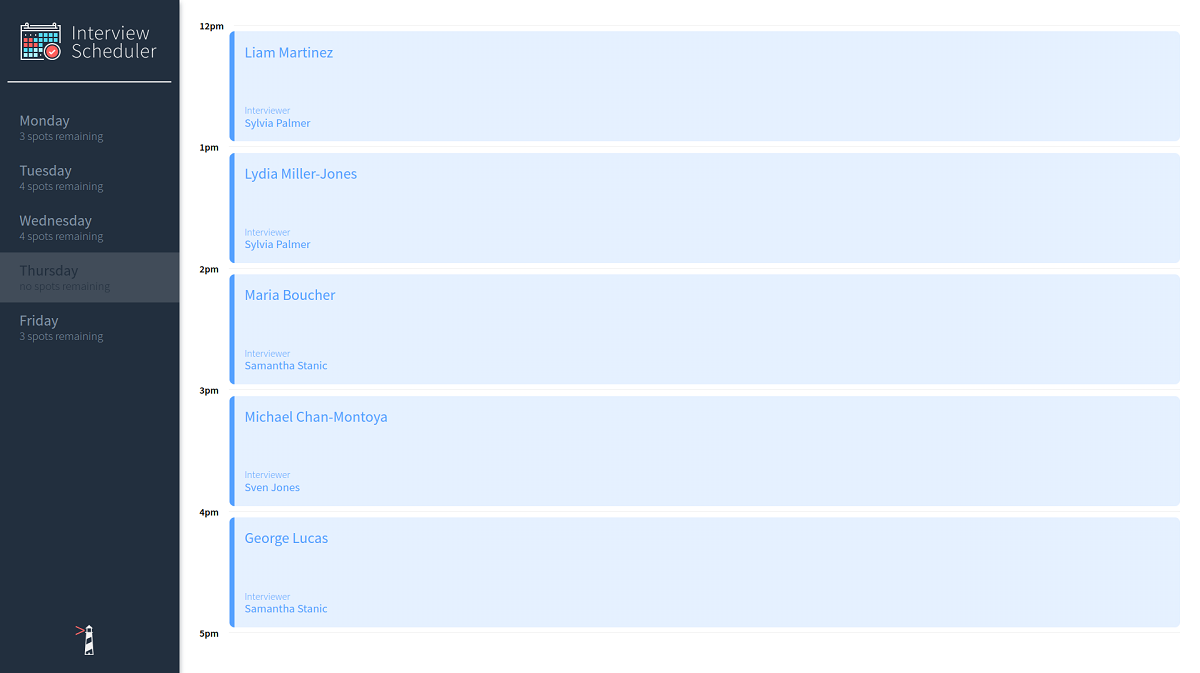 Interview
Scheduler
Monday
3 spots remaining
Tuesday
4 spots remaining
Wednesday
4 spots remaining
Thursday
no spots remaining
Friday
3 spots remaining
12pm
Liam Martinez
Interviewer
Sylvia Palmer
1pm
Lydia Miller-Jones
Interviewer
Sylvia Palmer
2pm
Maria Boucher
Interviewer
Samantha Stanic
3pm
Michael Chan-Montoya
Interviewer
Sven Jones
4pm
George Lucas
Interviewer
Samantha Stanic
5pm